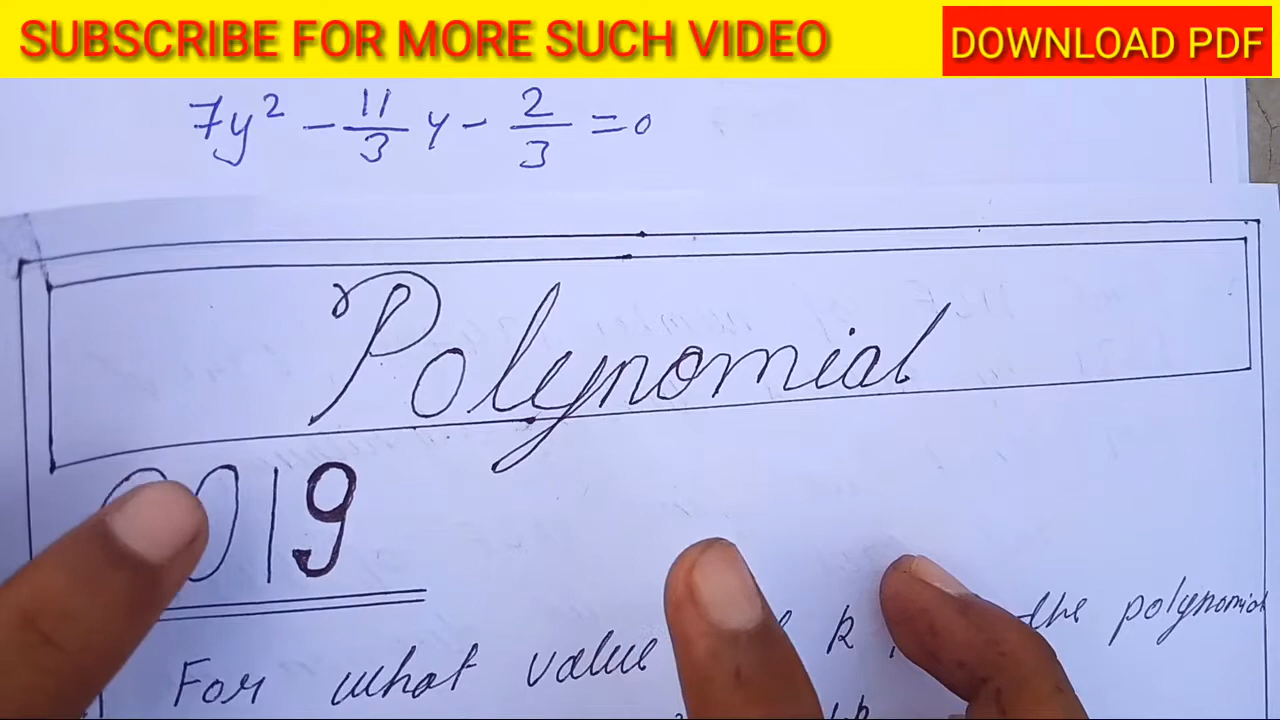 SUBSCRIBE FOR MORE SUCH VIDEO
DOWNLOAD PDF
7y² - 11/3 y - 2/3 = 0
Polynomial
2019
For what value k the polynomial